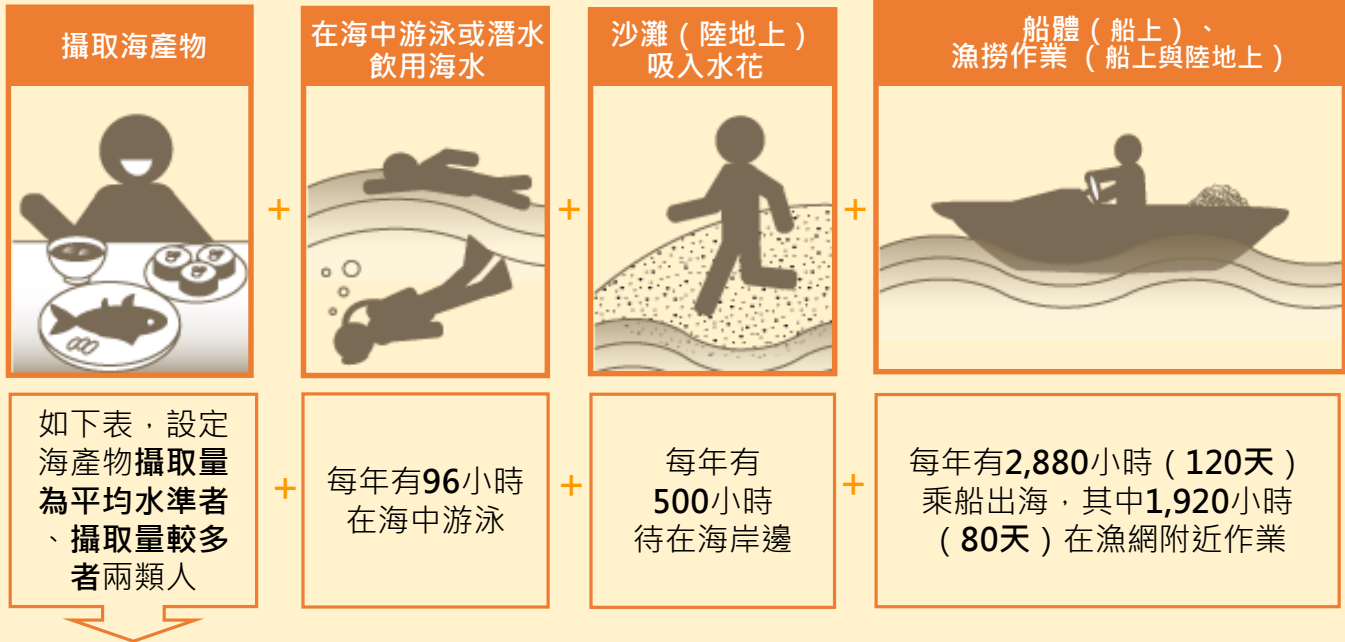 攝取海產物
在海中游泳或潛水
飲用海水
沙灘（陸地上）
吸入水花
船體（船上）、
漁撈作業（船上與陸地上）
+
+
+
如下表，設定
海產物攝取量
為平均水準者
、攝取量較多
者兩類人
+
每年有96小時
在海中游泳
+
每年有
500小時
待在海岸邊
+
每年有2,880小時（120天）
乘船出海，其中1,920小時
（80天）在漁網附近作業